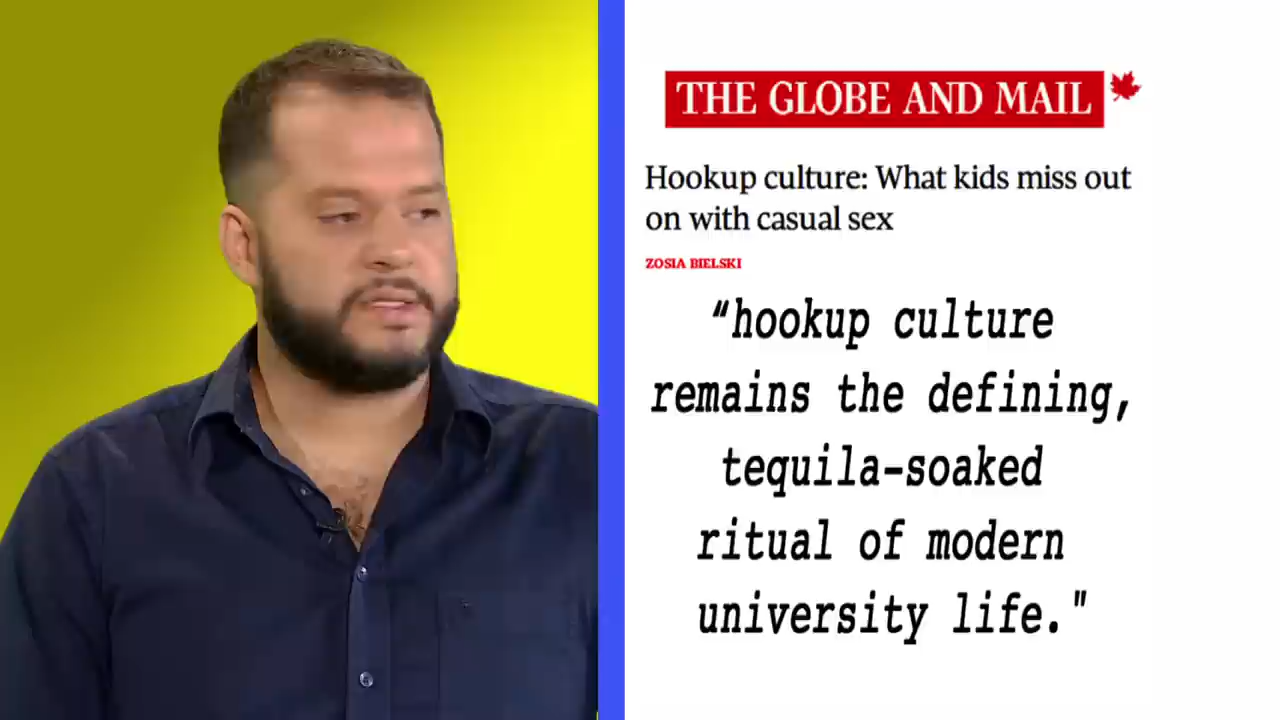 THE GLOBE AND MAIL
Hookup culture: What kids miss out
on with casual sex
ZOSIA BIELSKI
“hookup culture
remains the defining,
tequila-soaked
ritual of modern
university life."